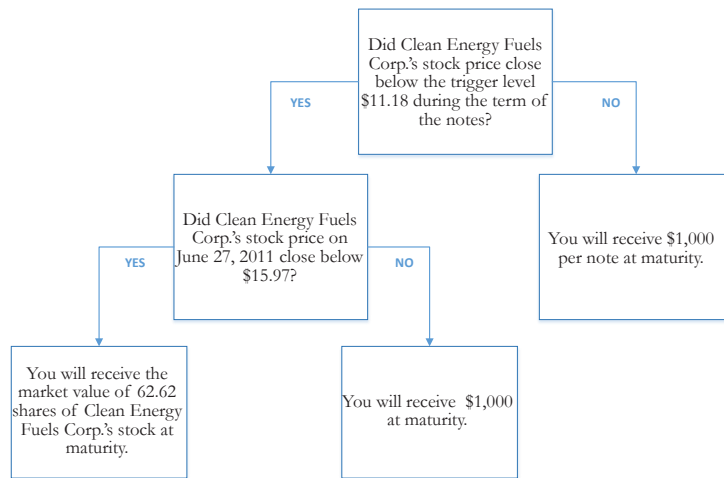 Did Clean Energy Fuels
Corp.'s stock price close
below the trigger level
$11.18 during the term of
the notes?
YES
NO
Did Clean Energy Fuels
Corp.'s stock price on
June 27, 2011 close below
$15.97?
You will receive $1,000
per note at maturity.
YES
NO
You will receive the
market value of 62.62
shares of Clean Energy
Fuels Corp.'s stock at
maturity.
You will receive $1,000
at maturity.